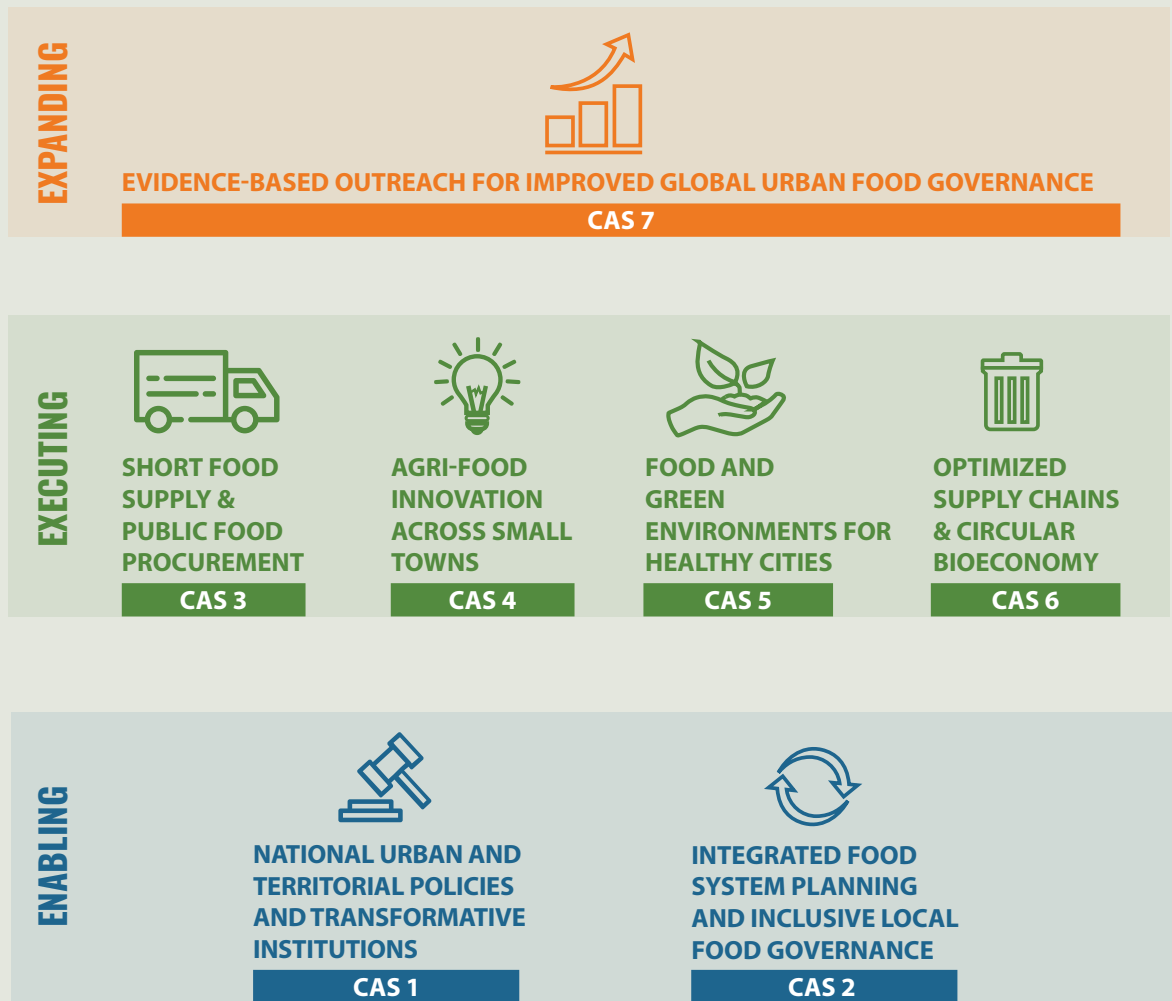 EXPANDING
EVIDENCE-BASED OUTREACH FOR IMPROVED GLOBAL URBAN FOOD GOVERNANCE
CAS 7
EXECUTING
SHORT FOOD
SUPPLY &
PUBLIC FOOD
PROCUREMENT
CAS 3
AGRI-FOOD
INNOVATION
ACROSS SMALL
TOWNS
CAS 4
FOOD AND
GREEN
ENVIRONMENTS FOR
HEALTHY CITIES
CAS 5
OPTIMIZED
SUPPLY CHAINS
& CIRCULAR
BIOECONOMY
CAS 6
ENABLING
NATIONAL URBAN AND
TERRITORIAL POLICIES
AND TRANSFORMATIVE
INSTITUTIONS
CAS 1
INTEGRATED FOOD
SYSTEM PLANNING
AND INCLUSIVE LOCAL
FOOD GOVERNANCE
CAS 2